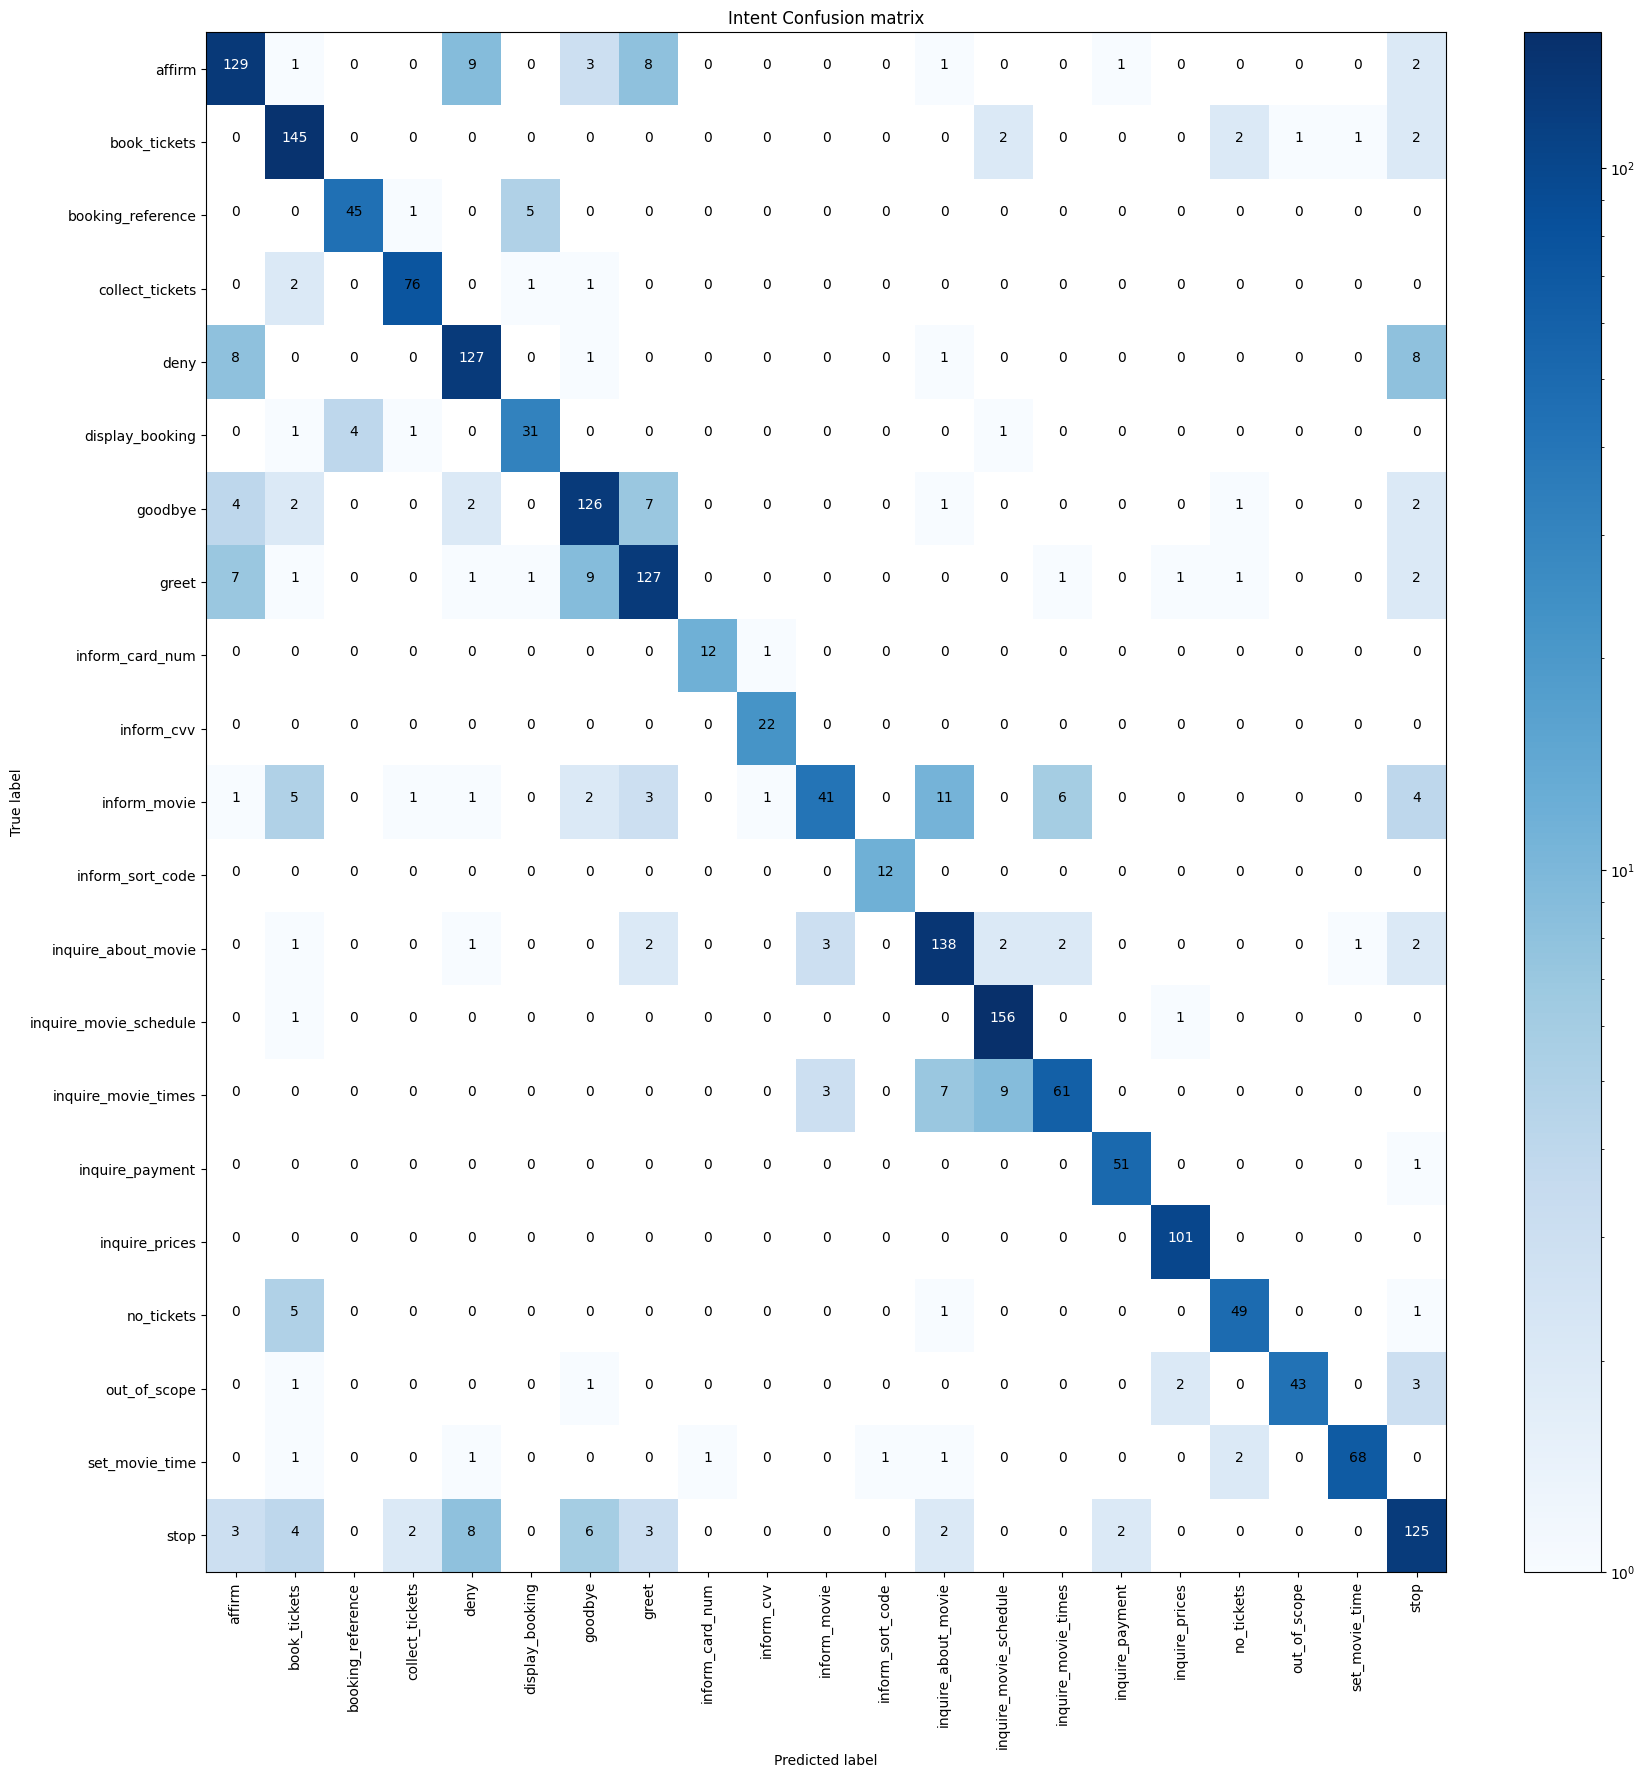 Intent Confusion matrix
affirm 129 1 0 0 9 0 3 8 0 0 0 0 1 0 0 1 0 0 0 0 2
book_tickets 0 145 0 0 0 0 0 0 0 0 0 0 0 2 0 0 0 2 1 1 2
booking_reference 0 0 45 1 0 5 0 0 0 0 0 0 0 0 0 0 0 0 0 0 0
collect_tickets 0 2 0 76 0 1 1 0 0 0 0 0 0 0 0 0 0 0 0 0 0
deny 8 0 0 0 127 0 1 0 0 0 0 0 1 0 0 0 0 0 0 0 8
display_booking 0 1 4 1 0 31 0 0 0 0 0 0 0 1 0 0 0 0 0 0 0
goodbye 4 2 0 0 2 0 126 7 0 0 0 0 1 0 0 0 0 1 0 0 2
greet 7 1 0 0 1 1 9 127 0 0 0 0 0 0 1 0 1 1 0 0 2
inform_card_num 0 0 0 0 0 0 0 0 12 1 0 0 0 0 0 0 0 0 0 0 0
inform_cvv 0 0 0 0 0 0 0 0 0 22 0 0 0 0 0 0 0 0 0 0 0
inform_movie 1 5 0 1 1 0 2 3 0 1 41 0 11 0 6 0 0 0 0 0 4
inform_sort_code 0 0 0 0 0 0 0 0 0 0 0 12 0 0 0 0 0 0 0 0 0
inquire_about_movie 0 1 0 0 1 0 0 2 0 0 3 0 138 2 2 0 0 0 0 1 2
inquire_movie_schedule 0 1 0 0 0 0 0 0 0 0 0 0 0 156 0 0 1 0 0 0 0
inquire_movie_times 0 0 0 0 0 0 0 0 0 0 3 0 7 9 61 0 0 0 0 0 0
inquire_payment 0 0 0 0 0 0 0 0 0 0 0 0 0 0 0 51 0 0 0 0 1
inquire_prices 0 0 0 0 0 0 0 0 0 0 0 0 0 0 0 0 101 0 0 0 0
no_tickets 0 5 0 0 0 0 0 0 0 0 0 0 1 0 0 0 0 49 0 0 1
out_of_scope 0 1 0 0 0 0 1 0 0 0 0 0 0 0 0 0 2 0 43 0 3
set_movie_time 0 1 0 0 1 0 0 0 1 0 0 1 1 0 0 0 0 2 0 68 0
stop 3 4 0 2 8 0 6 3 0 0 0 0 2 0 0 2 0 0 0 0 125
True label
affirm
book_tickets
booking_reference
collect_tickets
deny
display_booking
goodbye
greet
inform_card_num
inform_cvv
inform_movie
inform_sort_code
inquire_about_movie
inquire_movie_schedule
inquire_movie_times
inquire_payment
inquire_prices
no_tickets
out_of_scope
set_movie_time
stop
Predicted label
10²
10¹
10⁰